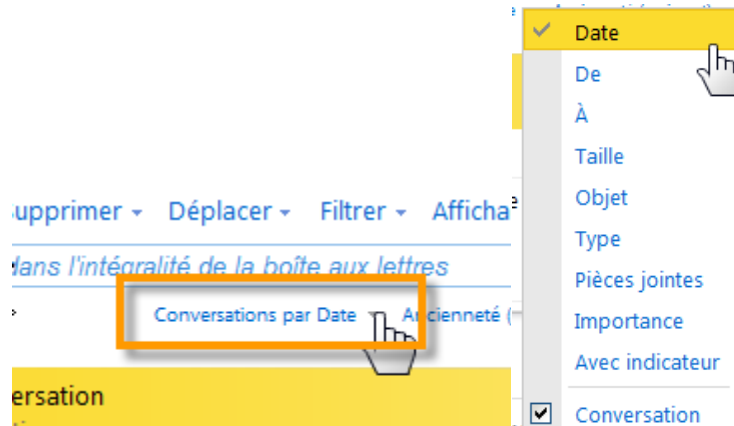 upprimer Déplacer Filtrer Afficha
dans l'intégralité de la boîte aux lettres
Conversations par Date Ancienneté (
ersation
Date
De
À
Taille
Objet
Type
Pièces jointes
Importance
Avec indicateur
Conversation